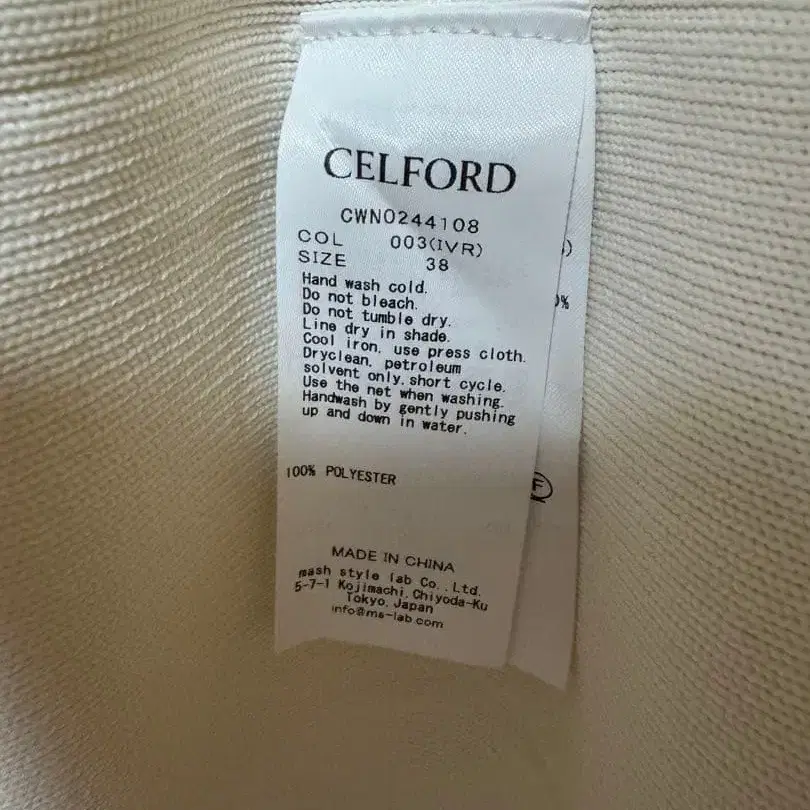 CELFORD
CWN0244108
COL 003(IVR)
SIZE 38
Hand wash cold.
Do not bleach.
Do not tumble dry.
Line dry in shade.
Cool iron, use press cloth.
Dryclean, petroleum
solvent only, short cycle.
Use the net when washing.
Handwash by gently pushing
up and down in water.
100% POLYESTER
MADE IN CHINA
mash style lab Co.,Ltd.
5-7-1 Kojimachi,Chiyoda-Ku
Tokyo,Japan
info@ms-lab.com
)
%
F